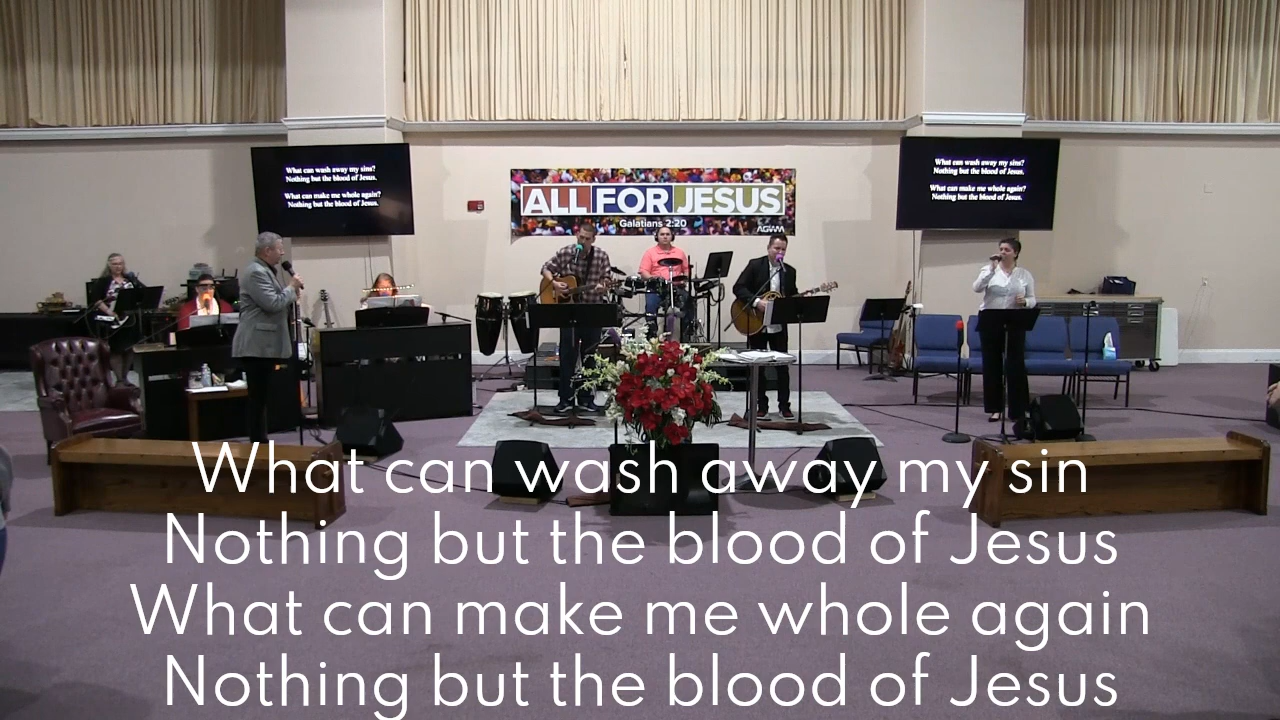 What can wash away my sins?
Nothing but the blood of Jesus.
What can make me whole again?
Nothing but the blood of Jesus.
ALL FOR JESUS
Galatians 2:20
AGWM
What can wash away my sins?
Nothing but the blood of Jesus.
What can make me whole again?
Nothing but the blood of Jesus.
What can wash away my sin
Nothing but the blood of Jesus
What can make me whole again
Nothing but the blood of Jesus